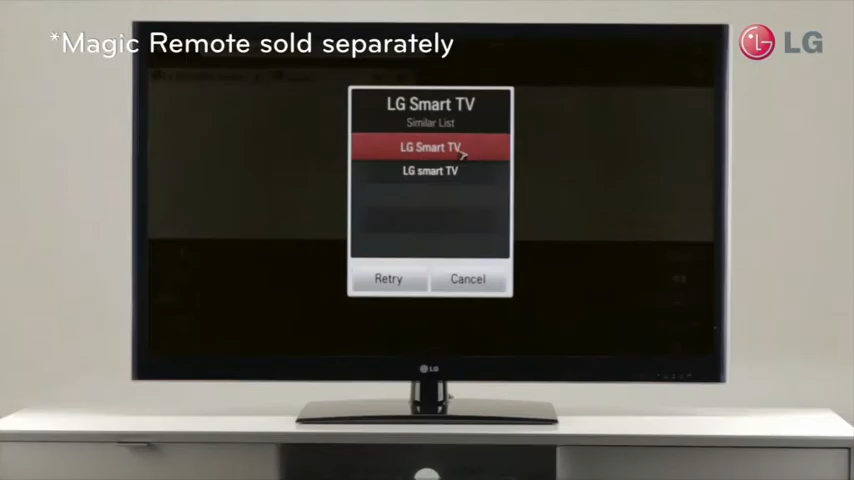 *Magic Remote sold separately
LG
LG Smart TV
Similar List
LG Smart TV
LG smart TV
Retry
Cancel
LG